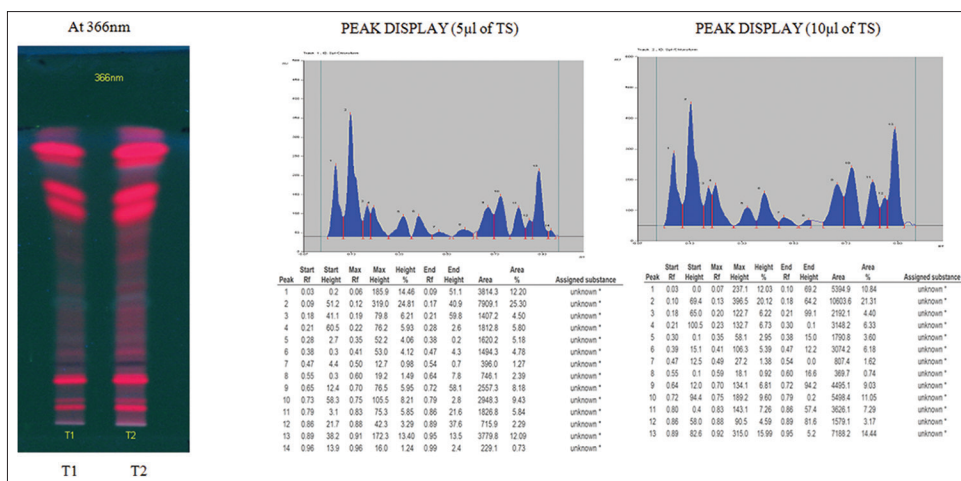 At 366nm
366nm
T1 T2
T1 T2
PEAK DISPLAY (5µl of TS)
Peak Start Rf Start Height Max Rf Max Height Height % End Rf End Height Area Area % Assigned substance
1 0.03 0.2 0.06 185.9 14.46 0.09 51.1 3814.3 12.20 unknown *
2 0.09 51.2 0.12 319.0 24.81 0.17 40.9 7909.1 25.30 unknown *
3 0.18 41.1 0.19 79.8 6.21 0.21 59.8 1407.2 4.50 unknown *
4 0.21 60.5 0.22 76.2 5.93 0.28 2.6 1812.8 5.80 unknown *
5 0.28 2.7 0.35 52.2 4.06 0.38 0.2 1620.2 5.18 unknown *
6 0.38 0.3 0.41 53.0 4.12 0.47 4.3 1494.3 4.78 unknown *
7 0.47 4.4 0.50 12.7 0.98 0.54 0.7 396.0 1.27 unknown *
8 0.55 0.3 0.60 19.2 1.49 0.64 7.8 746.1 2.39 unknown *
9 0.65 12.4 0.70 76.5 5.95 0.72 58.1 2557.3 8.18 unknown *
10 0.73 58.3 0.75 105.5 8.21 0.79 2.8 2948.3 9.43 unknown *
11 0.79 3.1 0.83 75.3 5.85 0.86 21.6 1826.8 5.84 unknown *
12 0.86 21.7 0.88 42.3 3.29 0.89 37.6 715.9 2.29 unknown *
13 0.89 38.2 0.91 172.3 13.40 0.95 13.5 3779.8 12.09 unknown *
14 0.96 13.9 0.96 16.0 1.24 0.99 2.4 229.1 0.73 unknown *
PEAK DISPLAY (10µl of TS)
Peak Start Rf Start Height Max Rf Max Height Height % End Rf End Height Area Area % Assigned substance
1 0.03 0.0 0.07 237.1 12.03 0.10 69.2 5394.9 10.84 unknown *
2 0.10 69.4 0.13 396.5 20.12 0.18 64.2 10603.6 21.31 unknown *
3 0.18 65.0 0.20 122.7 6.22 0.21 99.1 2192.1 4.40 unknown *
4 0.21 100.5 0.23 132.7 6.73 0.30 0.1 3148.2 6.33 unknown *
5 0.30 0.1 0.35 58.1 2.95 0.38 15.0 1790.8 3.60 unknown *
6 0.39 15.1 0.41 106.3 5.39 0.47 12.2 3074.2 6.18 unknown *
7 0.47 12.5 0.49 27.2 1.38 0.54 0.0 807.4 1.62 unknown *
8 0.55 0.1 0.59 18.1 0.92 0.60 16.6 369.7 0.74 unknown *
9 0.64 12.0 0.70 134.1 6.81 0.72 94.2 4495.1 9.03 unknown *
10 0.72 94.4 0.75 189.2 9.60 0.79 0.2 5498.4 11.05 unknown *
11 0.80 0.4 0.83 143.1 7.26 0.86 57.4 3626.1 7.29 unknown *
12 0.86 58.0 0.88 90.5 4.59 0.89 81.6 1579.1 3.17 unknown *
13 0.89 82.6 0.92 315.0 15.99 0.95 5.2 7188.2 14.44 unknown *